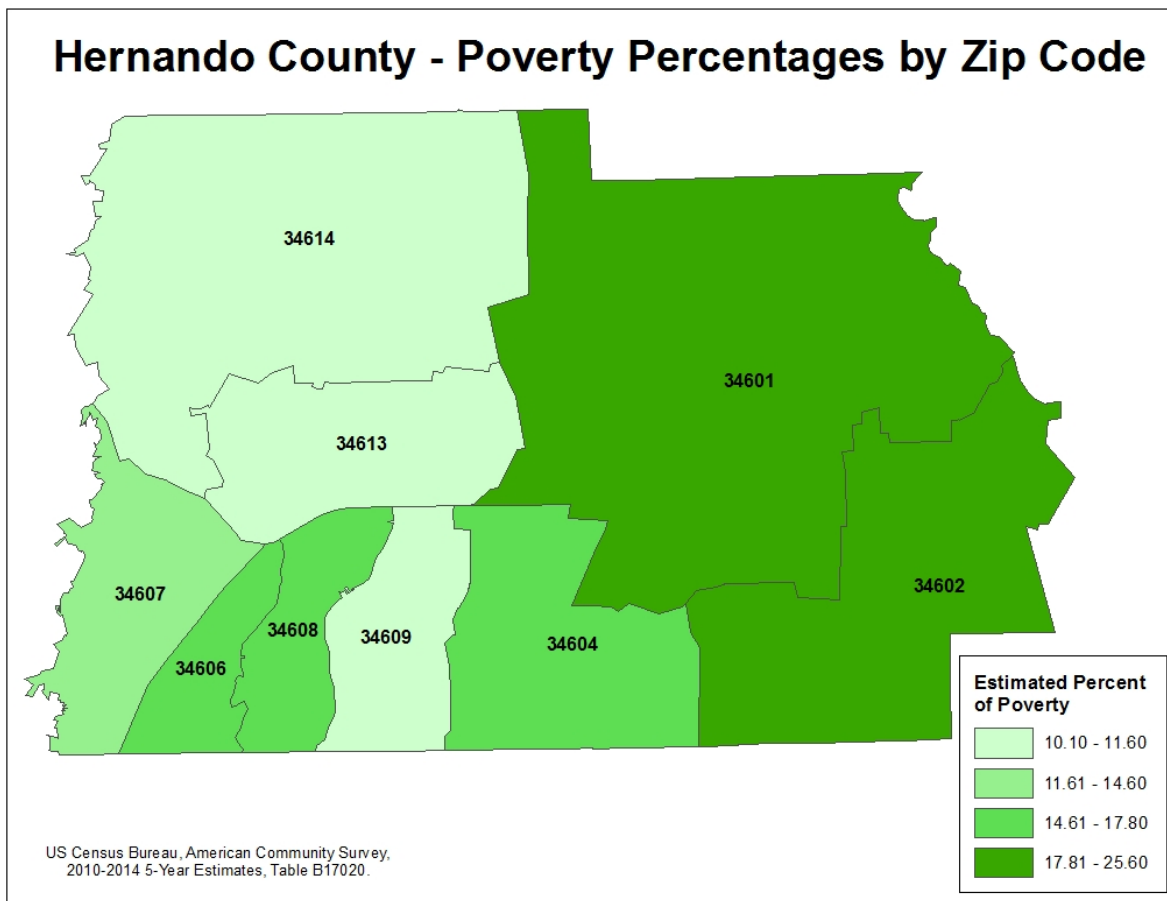 Hernando County - Poverty Percentages by Zip Code
34614
34601
34613
34607
34602
34608
34609
34604
34606
Estimated Percent
of Poverty
10.10 - 11.60
11.61 - 14.60
14.61 - 17.80
17.81 - 25.60
US Census Bureau, American Community Survey,
2010-2014 5-Year Estimates, Table B17020.